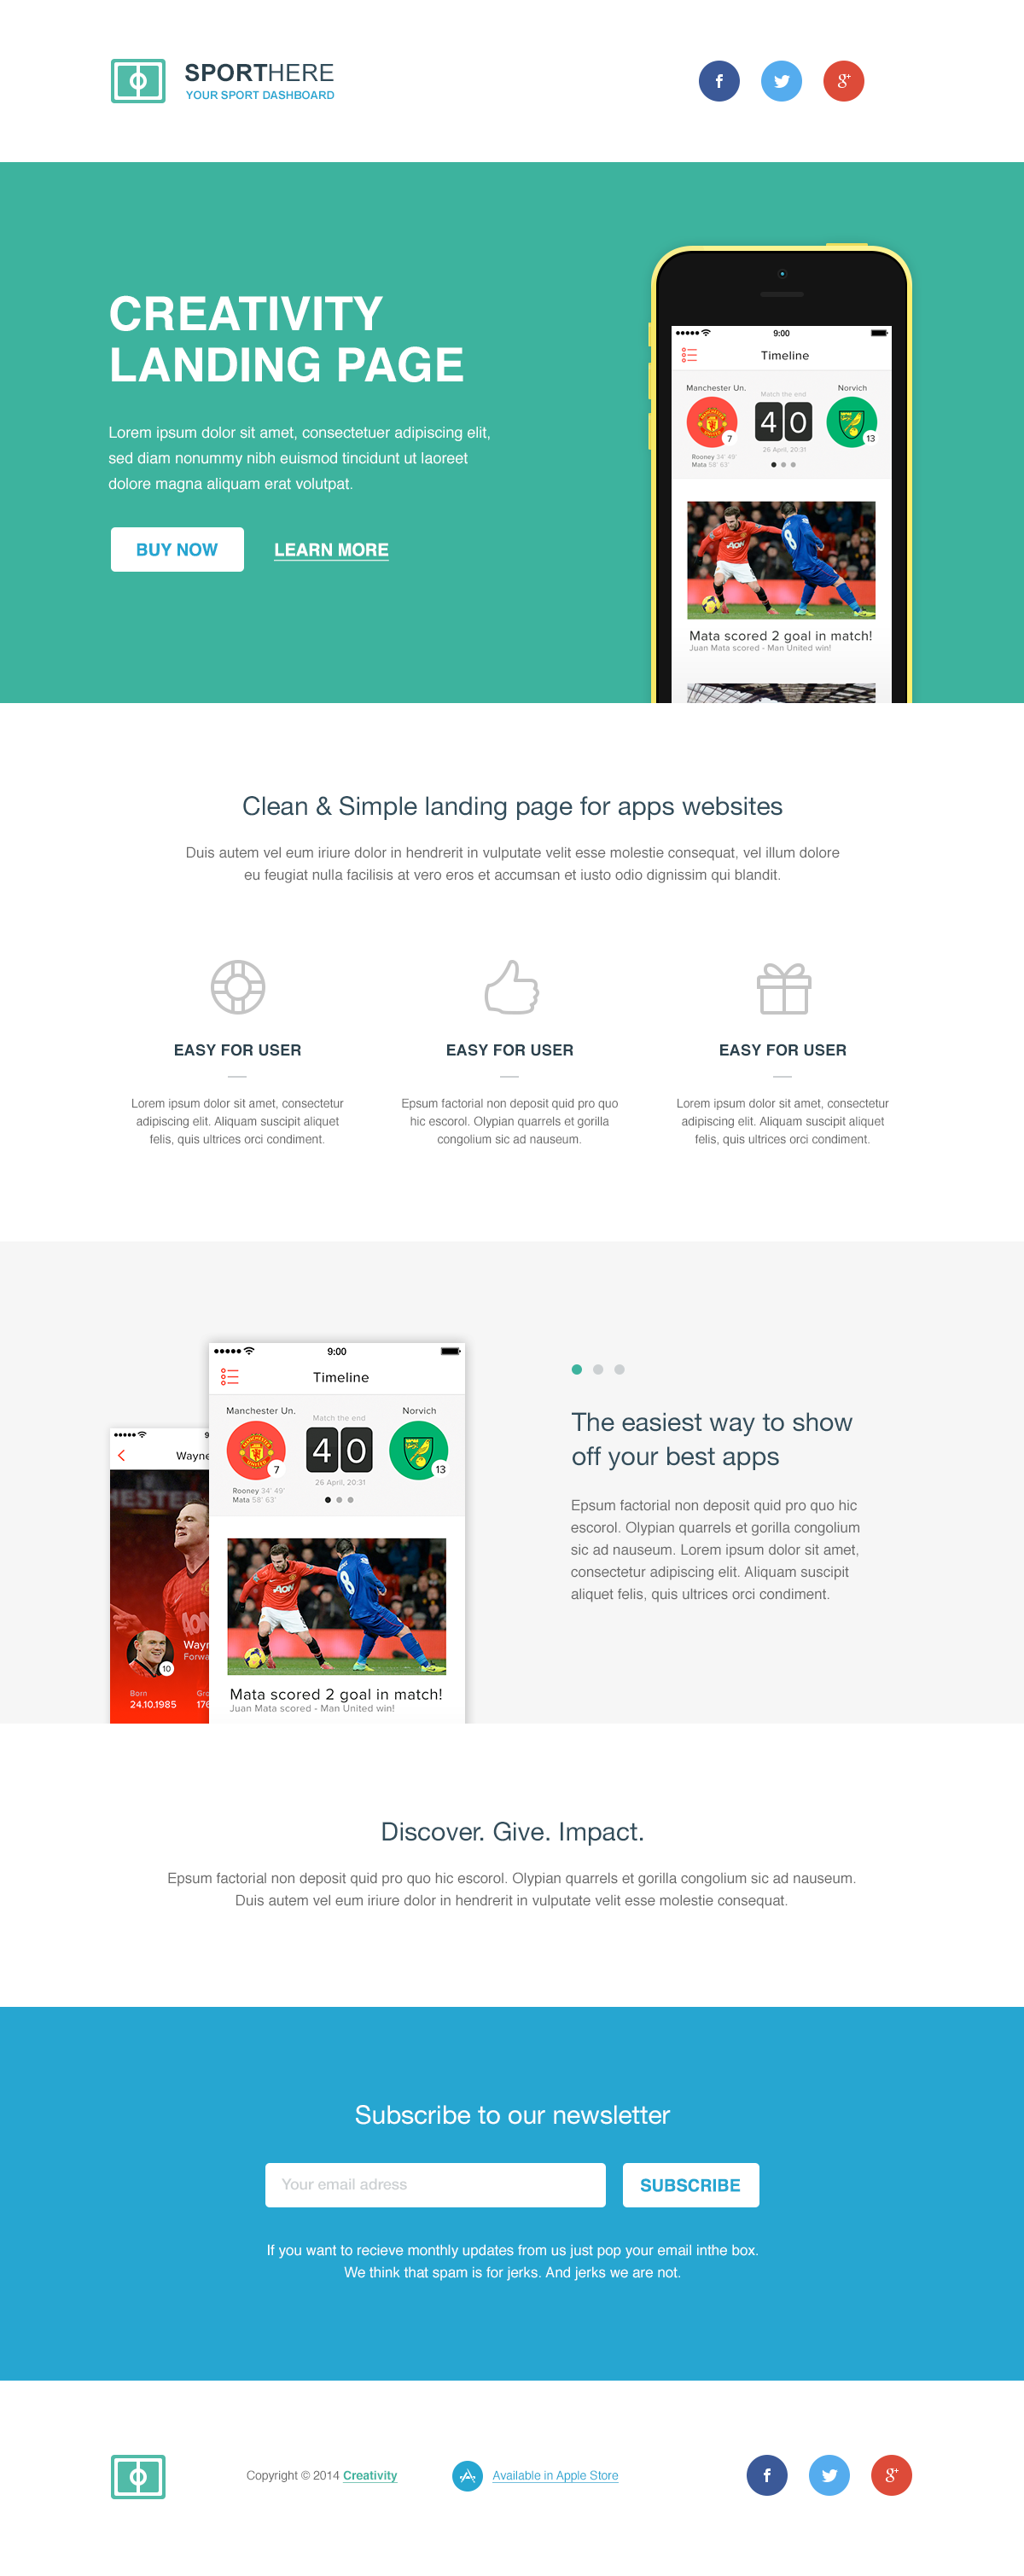 SPORTHERE
YOUR SPORT DASHBOARD
CREATIVITY
LANDING PAGE
Lorem ipsum dolor sit amet, consectetuer adipiscing elit,
sed diam nonummy nibh euismod tincidunt ut laoreet
dolore magna aliquam erat volutpat.
BUY NOW
LEARN MORE
9:00
Timeline
Manchester Un.
Match the end
Norvich
4 0
7
13
26 April, 20:31
Rooney 34' 49'
Mata 58' 63'
AON
8
Mata scored 2 goal in match!
Juan Mata scored - Man United win!
Clean & Simple landing page for apps websites
Duis autem vel eum iriure dolor in hendrerit in vulputate velit esse molestie consequat, vel illum dolore
eu feugiat nulla facilisis at vero eros et accumsan et iusto odio dignissim qui blandit.
EASY FOR USER
Lorem ipsum dolor sit amet, consectetur
adipiscing elit. Aliquam suscipit aliquet
felis, quis ultrices orci condiment.
EASY FOR USER
Epsum factorial non deposit quid pro quo
hic escorol. Olypian quarrels et gorilla
congolium sic ad nauseum.
EASY FOR USER
Lorem ipsum dolor sit amet, consectetur
adipiscing elit. Aliquam suscipit aliquet
felis, quis ultrices orci condiment.
9
Wayne
HESTER
AON
Wayn
Forwa
10
Born
24.10.1985
Gro
176
9:00
Timeline
Manchester Un.
Match the end
Norvich
4 0
7
13
26 April, 20:31
Rooney 34' 49'
Mata 58' 63'
AON
8
Mata scored 2 goal in match!
Juan Mata scored - Man United win!
The easiest way to show
off your best apps
Epsum factorial non deposit quid pro quo hic
escorol. Olypian quarrels et gorilla congolium
sic ad nauseum. Lorem ipsum dolor sit amet,
consectetur adipiscing elit. Aliquam suscipit
aliquet felis, quis ultrices orci condiment.
Discover. Give. Impact.
Epsum factorial non deposit quid pro quo hic escorol. Olypian quarrels et gorilla congolium sic ad nauseum.
Duis autem vel eum iriure dolor in hendrerit in vulputate velit esse molestie consequat.
Subscribe to our newsletter
Your email adress
SUBSCRIBE
If you want to recieve monthly updates from us just pop your email inthe box.
We think that spam is for jerks. And jerks we are not.
Copyright © 2014 Creativity
Available in Apple Store